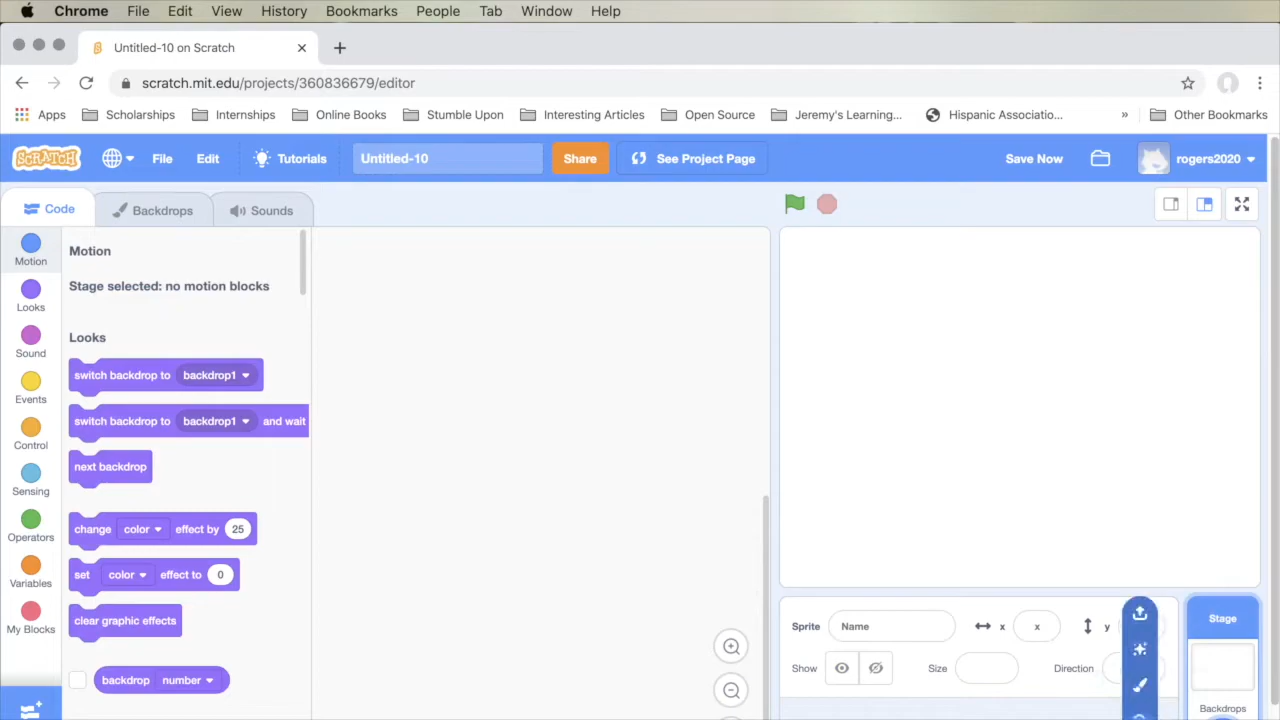 Chrome File Edit View History Bookmarks People Tab Window Help
Untitled-10 on Scratch
scratch.mit.edu/projects/360836679/editor
Apps Scholarships Internships Online Books Stumble Upon Interesting Articles Open Source Jeremy's Learning... Hispanic Associatio... » Other Bookmarks
SCRATCH File Edit Tutorials Untitled-10 Share See Project Page Save Now rogers2020
Code Backdrops Sounds
Motion
Looks
Sound
Events
Control
Sensing
Operators
Variables
My Blocks
Motion
Stage selected: no motion blocks
Looks
switch backdrop to backdrop1
switch backdrop to backdrop1 and wait
next backdrop
change color effect by 25
set color effect to 0
clear graphic effects
backdrop number
Sprite Name x x y
Show Size Direction
Stage
Backdrops